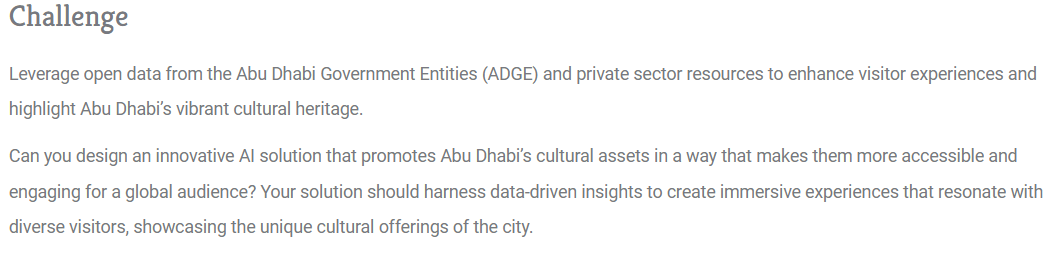 Challenge
Leverage open data from the Abu Dhabi Government Entities (ADGE) and private sector resources to enhance visitor experiences and
highlight Abu Dhabi’s vibrant cultural heritage.
Can you design an innovative AI solution that promotes Abu Dhabi’s cultural assets in a way that makes them more accessible and
engaging for a global audience? Your solution should harness data-driven insights to create immersive experiences that resonate with
diverse visitors, showcasing the unique cultural offerings of the city.